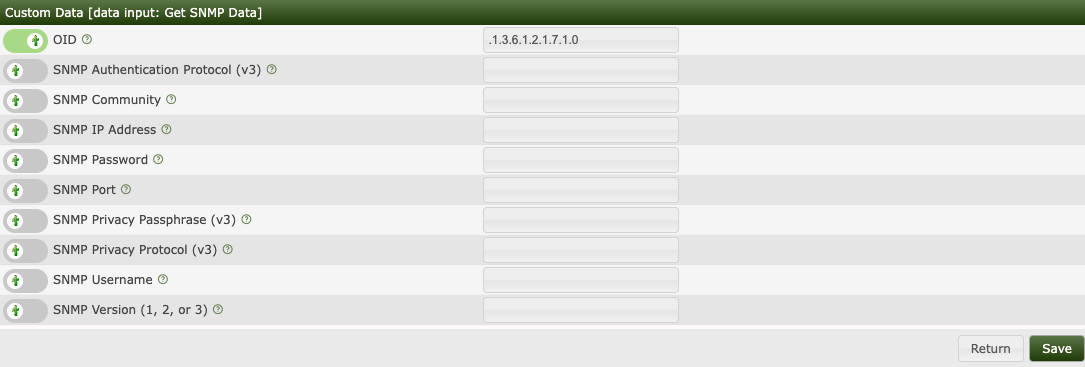 Custom Data [data input: Get SNMP Data]
OID .1.3.6.1.2.1.7.1.0
SNMP Authentication Protocol (v3)
SNMP Community
SNMP IP Address
SNMP Password
SNMP Port
SNMP Privacy Passphrase (v3)
SNMP Privacy Protocol (v3)
SNMP Username
SNMP Version (1, 2, or 3)
Return Save